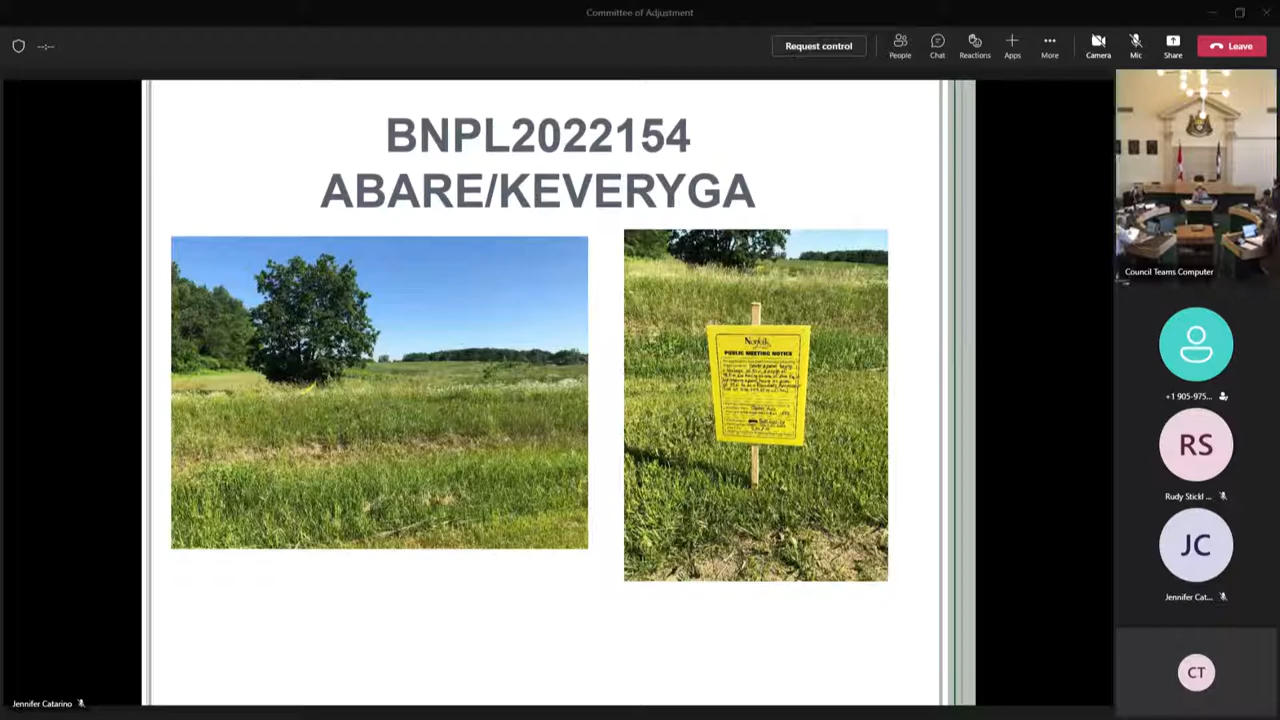 Committee of Adjustment
--:--
Request control
People
Chat
Reactions
Apps
More
Camera
Mic
Share
Leave
BNPL2022154
ABARE/KEVERYGA
Norfolk
PUBLIC MEETING NOTICE
Council Teams Computer
+1 905-975...
RS
Rudy Stickl ...
JC
Jennifer Cat...
CT
Jennifer Catarino